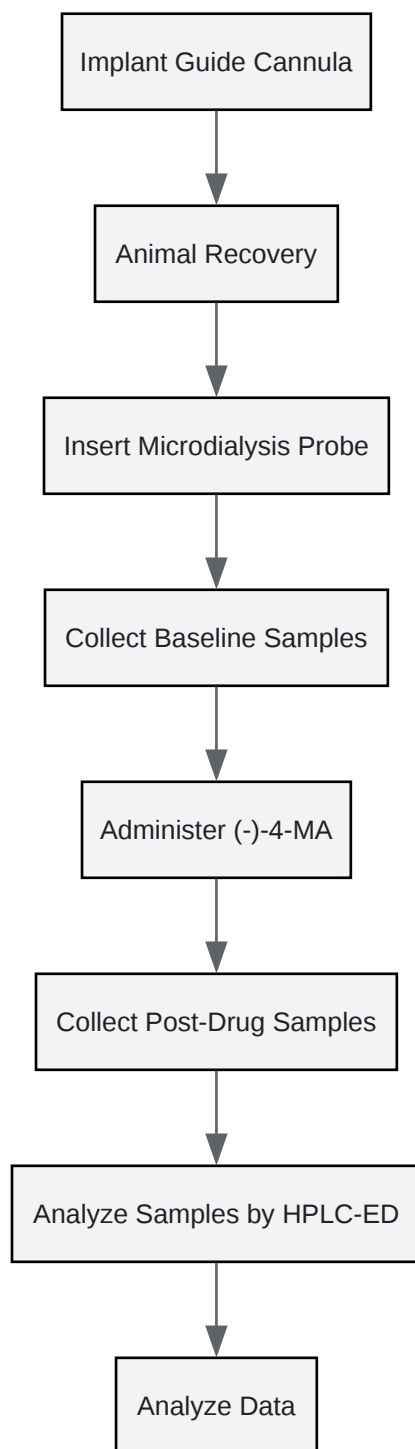 Implant Guide Cannula
Animal Recovery
Insert Microdialysis Probe
Collect Baseline Samples
Administer (-)-4-MA
Collect Post-Drug Samples
Analyze Samples by HPLC-ED
Analyze Data